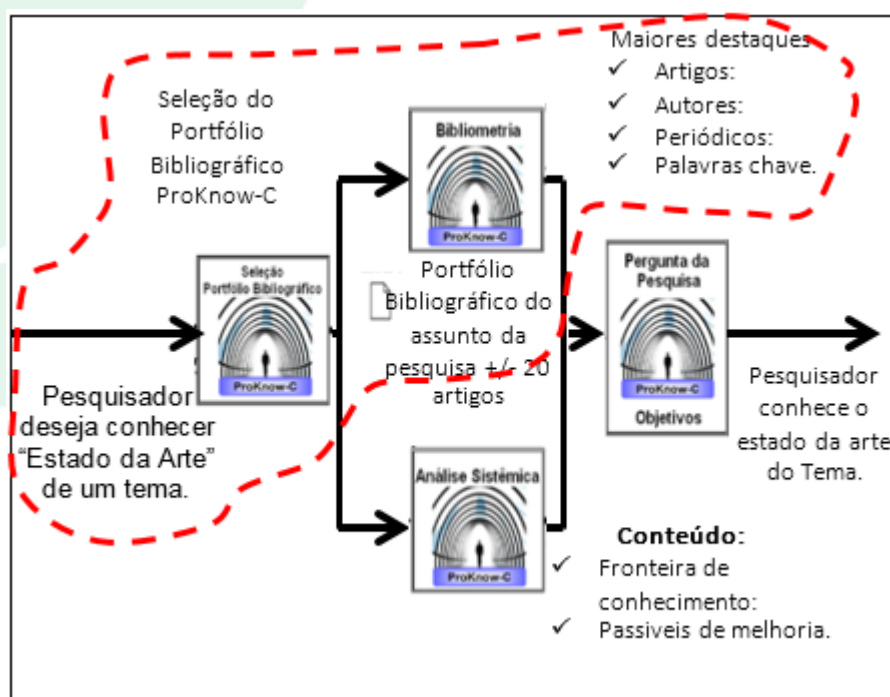 Seleção do
Portfólio
Bibliográfico
ProKnow-C
Maiores destaques
✓ Artigos:
✓ Autores:
✓ Periódicos:
✓ Palavras chave.
Bibliometria
ProKnow-C
Seleção
Portfólio Bibliográfico
ProKnow-C
Pesquisador
deseja conhecer
“Estado da Arte”
de um tema.
Portfólio
Bibliográfico do
assunto da
pesquisa +/- 20
artigos
Pergunta da
Pesquisa
ProKnow-C
Objetivos
Pesquisador
conhece o
estado da arte
do Tema.
Análise Sistêmica
ProKnow-C
Conteúdo:
✓ Fronteira de
conhecimento:
✓ Passiveis de melhoria.